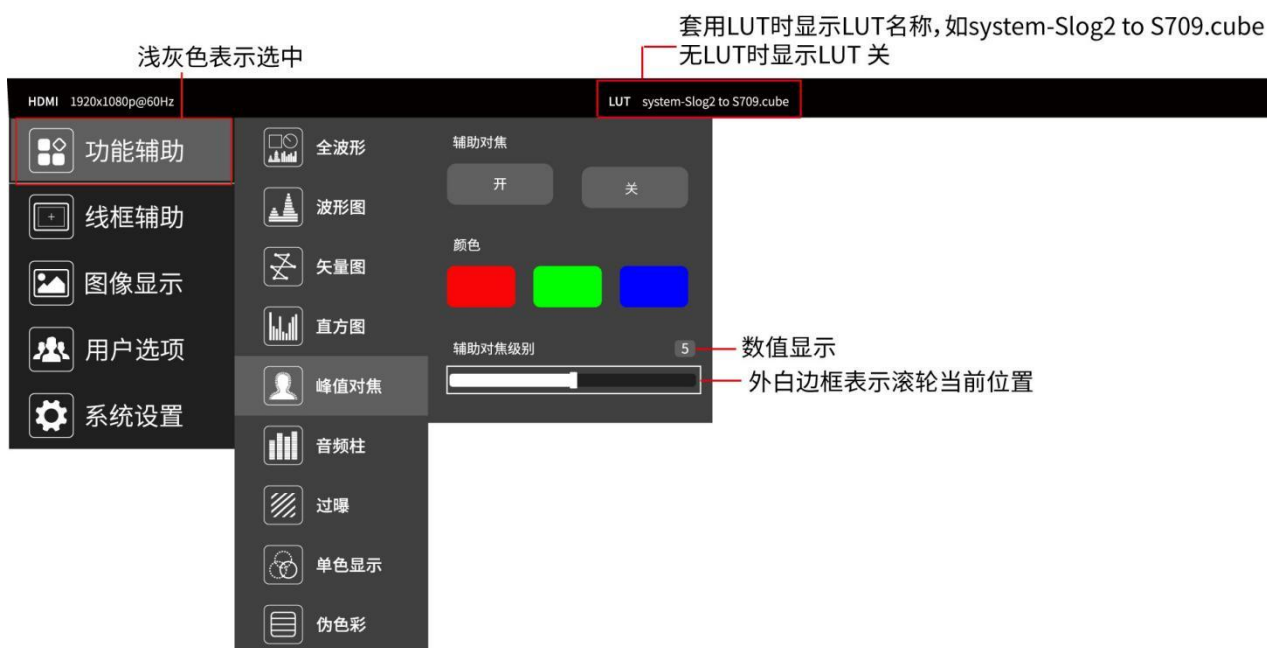 套用LUT时显示LUT名称,如system-Slog2 to S709.cube
无LUT时显示LUT 关
浅灰色表示选中
HDMI 1920x1080p@60Hz
LUT system-Slog2 to S709.cube
功能辅助
线框辅助
图像显示
用户选项
系统设置
全波形
波形图
矢量图
直方图
峰值对焦
音频柱
过曝
单色显示
伪色彩
辅助对焦
开 关
颜色
辅助对焦级别 5
数值显示
外白边框表示滚轮当前位置